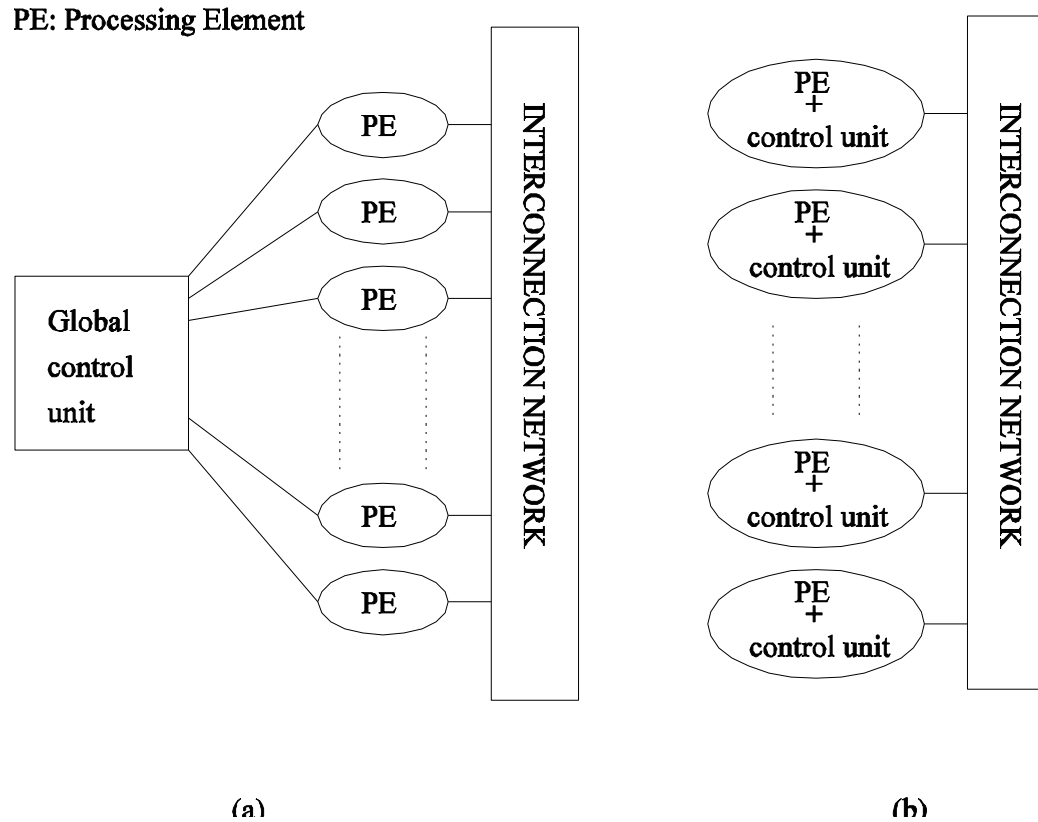 PE: Processing Element
PE
PE
PE
PE
PE
Global
control
unit
INTERCONNECTION NETWORK
(a)
PE
+
control unit
PE
+
control unit
PE
+
control unit
PE
+
control unit
INTERCONNECTION NETWORK
(b)